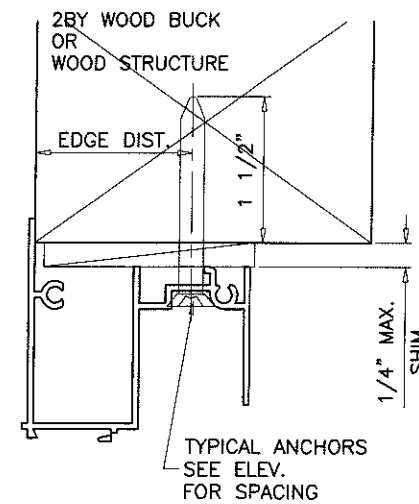 2BY WOOD BUCK
OR
WOOD STRUCTURE
EDGE DIST.
1 1/2"
1/4" MAX.
SHIM
TYPICAL ANCHORS
SEE ELEV.
FOR SPACING